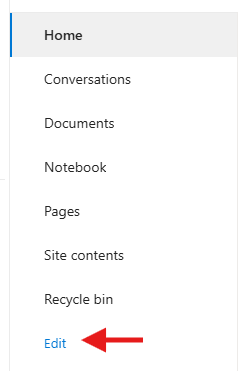 Home
Conversations
Documents
Notebook
Pages
Site contents
Recycle bin
Edit